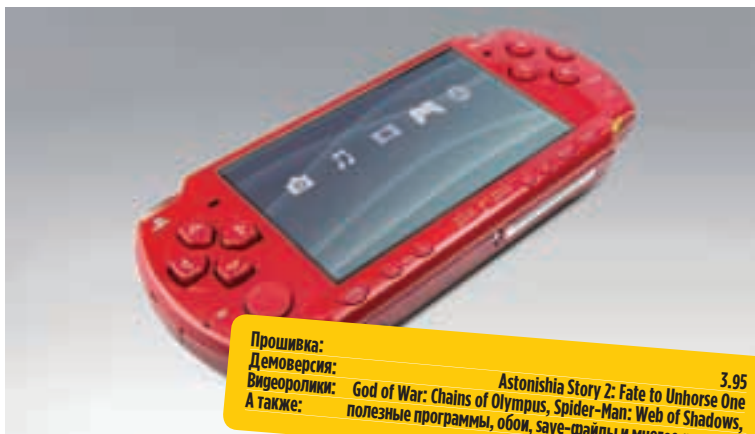 Прошивка: 3.95
Демоверсия: Astonishia Story 2: Fate to Unhorse One
Видеоролики: God of War: Chains of Olympus, Spider-Man: Web of Shadows,
А также: полезные программы, обои, save-файлы и